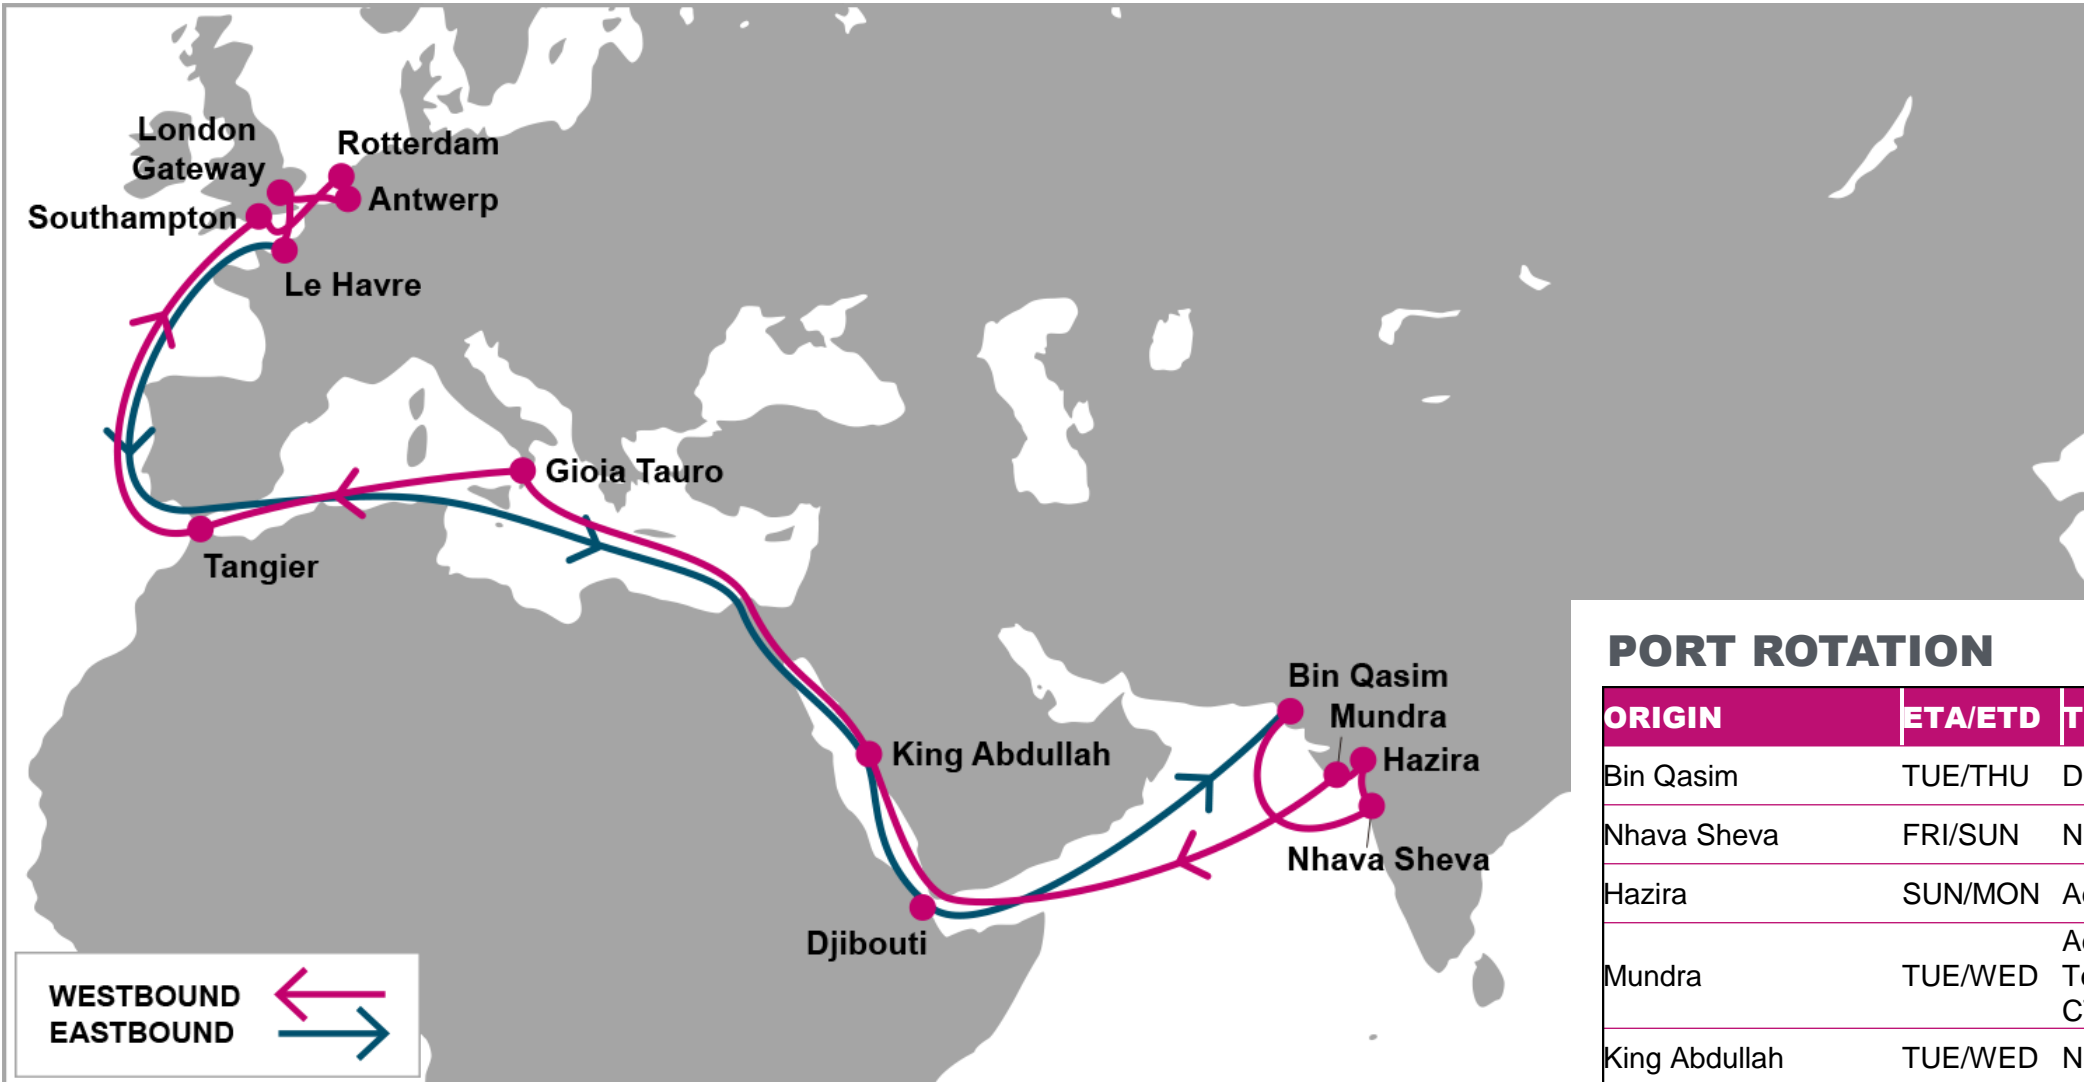 London
Gateway
Rotterdam
Antwerp
Southampton
Le Havre
Gioia Tauro
Tangier
King Abdullah
Djibouti
Bin Qasim
Mundra
Hazira
Nhava Sheva
WESTBOUND
EASTBOUND
PORT ROTATION
ORIGIN ETA/ETD
Bin Qasim TUE/THU
Nhava Sheva FRI/SUN
Hazira SUN/MON
Mundra TUE/WED
King Abdullah TUE/WED